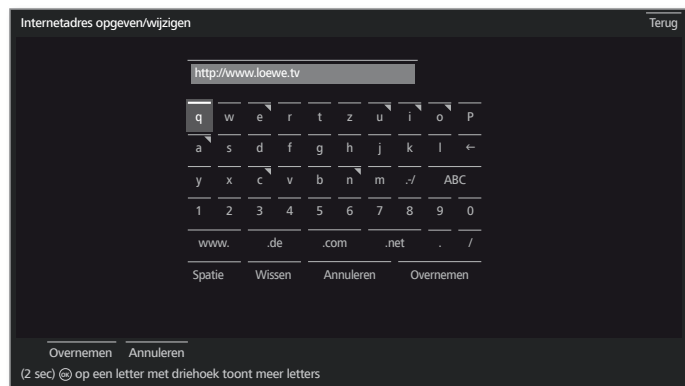 Internetadres opgeven/wijzigen Terug
http://www.loewe.tv
q w e r t z u i o P
a s d f g h j k l ←
y x c v b n m .-/ ABC
1 2 3 4 5 6 7 8 9 0
www. .de .com .net . /
Spatie Wissen Annuleren Overnemen
Overnemen Annuleren
(2 sec) OK op een letter met driehoek toont meer letters